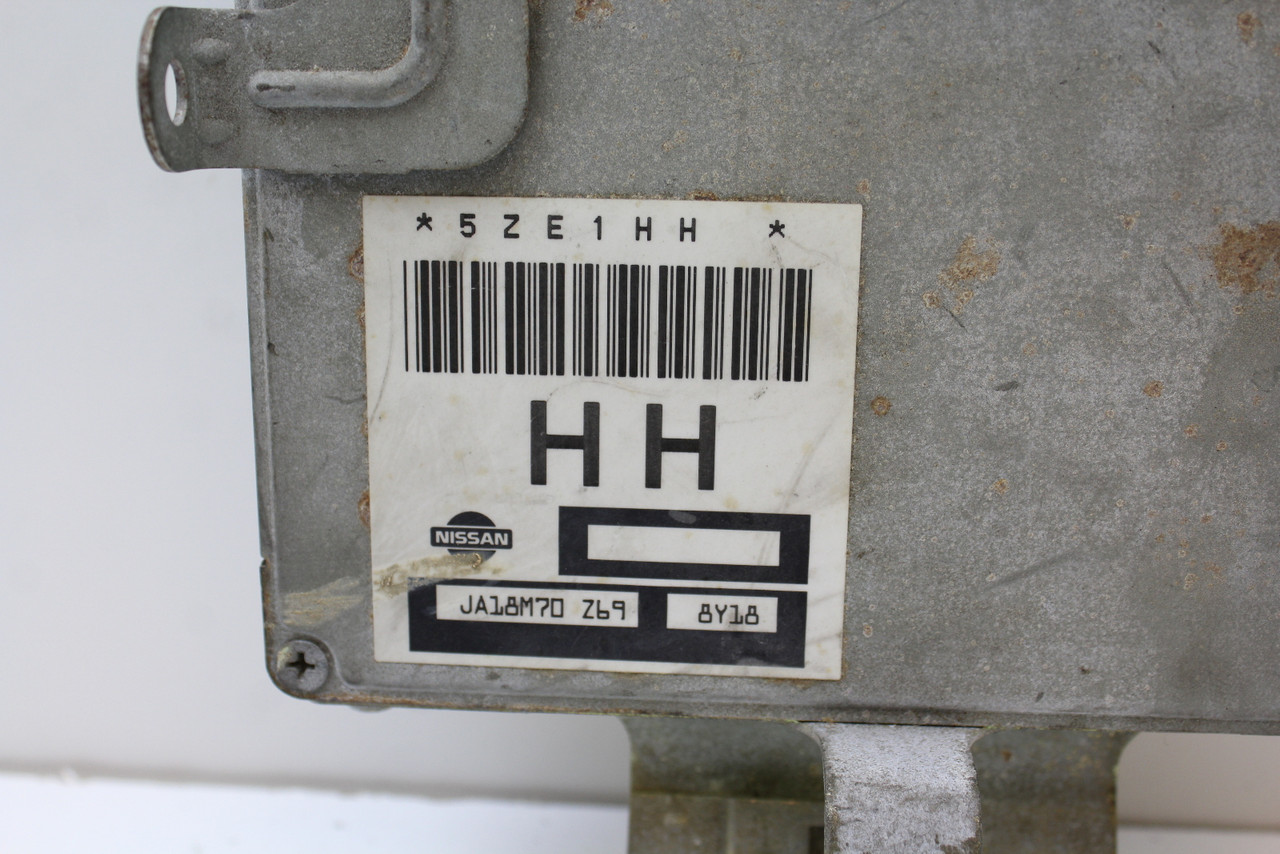 *5ZE1HH *
HH
NISSAN
JA18M70 Z69 8Y18